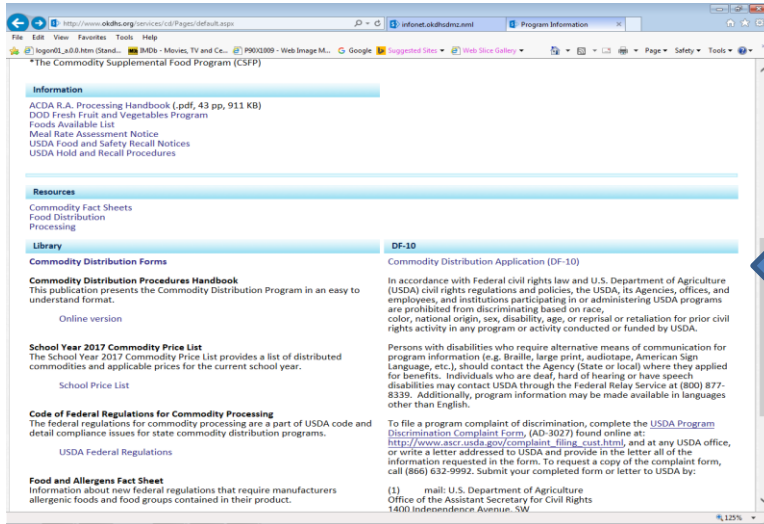 http://www.okdhs.org/services/cd/Pages/default.aspx
infonet.okdhsdmz.nml
Program Information
File Edit View Favorites Tools Help
logon01_a0.0.htm (Stand... IMDb - Movies, TV and Ce... P90X1009 - Web Image M... Google Suggested Sites Web Slice Gallery Page Safety Tools
*The Commodity Supplemental Food Program (CSFP)
Information
ACDA R.A. Processing Handbook (.pdf, 43 pp, 911 KB)
DOD Fresh Fruit and Vegetables Program
Foods Available List
Meal Rate Assessment Notice
USDA Food and Safety Recall Notices
USDA Hold and Recall Procedures
Resources
Commodity Fact Sheets
Food Distribution
Processing
Library
Commodity Distribution Forms
Commodity Distribution Procedures Handbook
This publication presents the Commodity Distribution Program in an easy to
understand format.
Online version
School Year 2017 Commodity Price List
The School Year 2017 Commodity Price List provides a list of distributed
commodities and applicable prices for the current school year.
School Price List
Code of Federal Regulations for Commodity Processing
The federal regulations for commodity processing are a part of USDA code and
detail compliance issues for state commodity distribution programs.
USDA Federal Regulations
Food and Allergens Fact Sheet
Information about new federal regulations that require manufacturers
allergenic foods and food groups contained in their product.
DF-10
Commodity Distribution Application (DF-10)
In accordance with Federal civil rights law and U.S. Department of Agriculture
(USDA) civil rights regulations and policies, the USDA, its Agencies, offices, and
employees, and institutions participating in or administering USDA programs
are prohibited from discriminating based on race,
color, national origin, sex, disability, age, or reprisal or retaliation for prior civil
rights activity in any program or activity conducted or funded by USDA.
Persons with disabilities who require alternative means of communication for
program information (e.g. Braille, large print, audiotape, American Sign
Language, etc.), should contact the Agency (State or local) where they applied
for benefits. Individuals who are deaf, hard of hearing or have speech
disabilities may contact USDA through the Federal Relay Service at (800) 877-
8339. Additionally, program information may be made available in languages
other than English.
To file a program complaint of discrimination, complete the USDA Program
Discrimination Complaint Form, (AD-3027) found online at:
http://www.ascr.usda.gov/complaint_filing_cust.html, and at any USDA office,
or write a letter addressed to USDA and provide in the letter all of the
information requested in the form. To request a copy of the complaint form,
call (866) 632-9992. Submit your completed form or letter to USDA by:
(1) mail: U.S. Department of Agriculture
Office of the Assistant Secretary for Civil Rights
1400 Independence Avenue, SW
125%